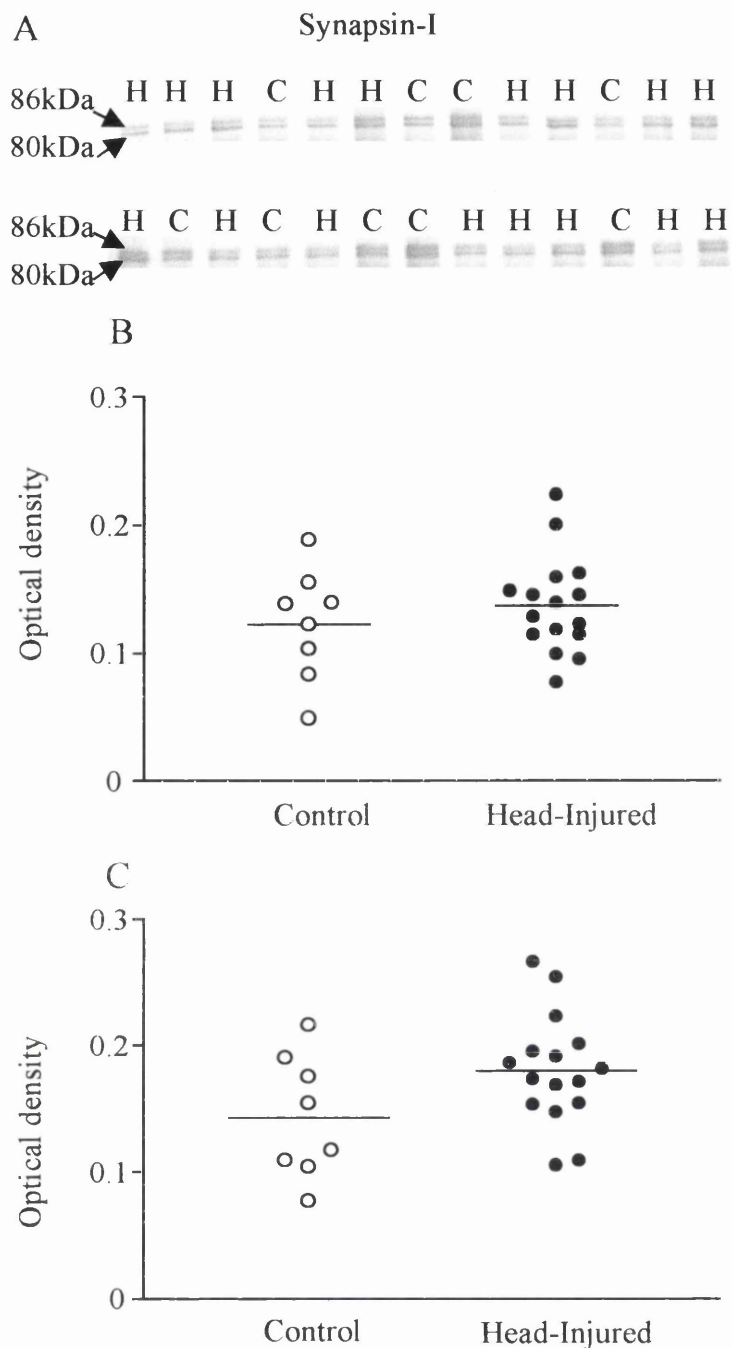 A Synapsin-I
86kDa H H H C H H C C H H C H H
80kDa
86kDa H C H C H C C H H H C H H
80kDa
B
0.3
0.2
0.1
0
Optical density
Control Head-Injured
C
0.3
0.2
0.1
0
Optical density
Control Head-Injured